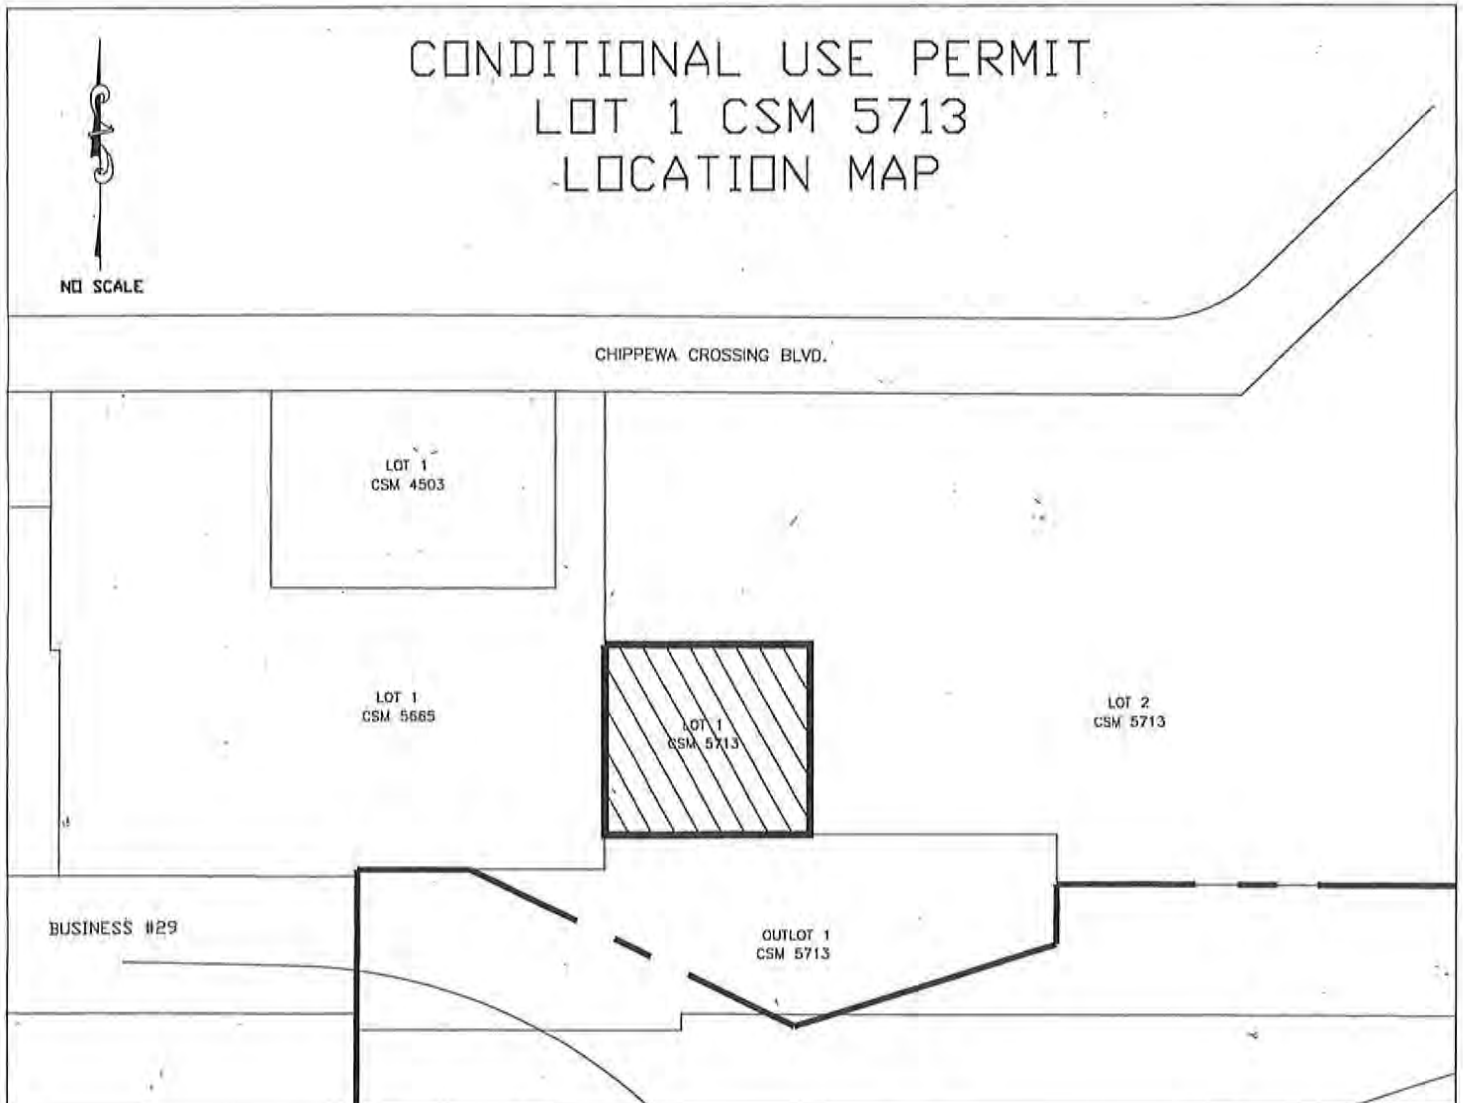 CONDITIONAL USE PERMIT
LOT 1 CSM 5713
LOCATION MAP
NO SCALE
CHIPPEWA CROSSING BLVD.
LOT 1
CSM 4503
LOT 1
CSM 5665
LOT 1
CSM 5713
LOT 2
CSM 5713
BUSINESS #29
OUTLOT 1
CSM 5713